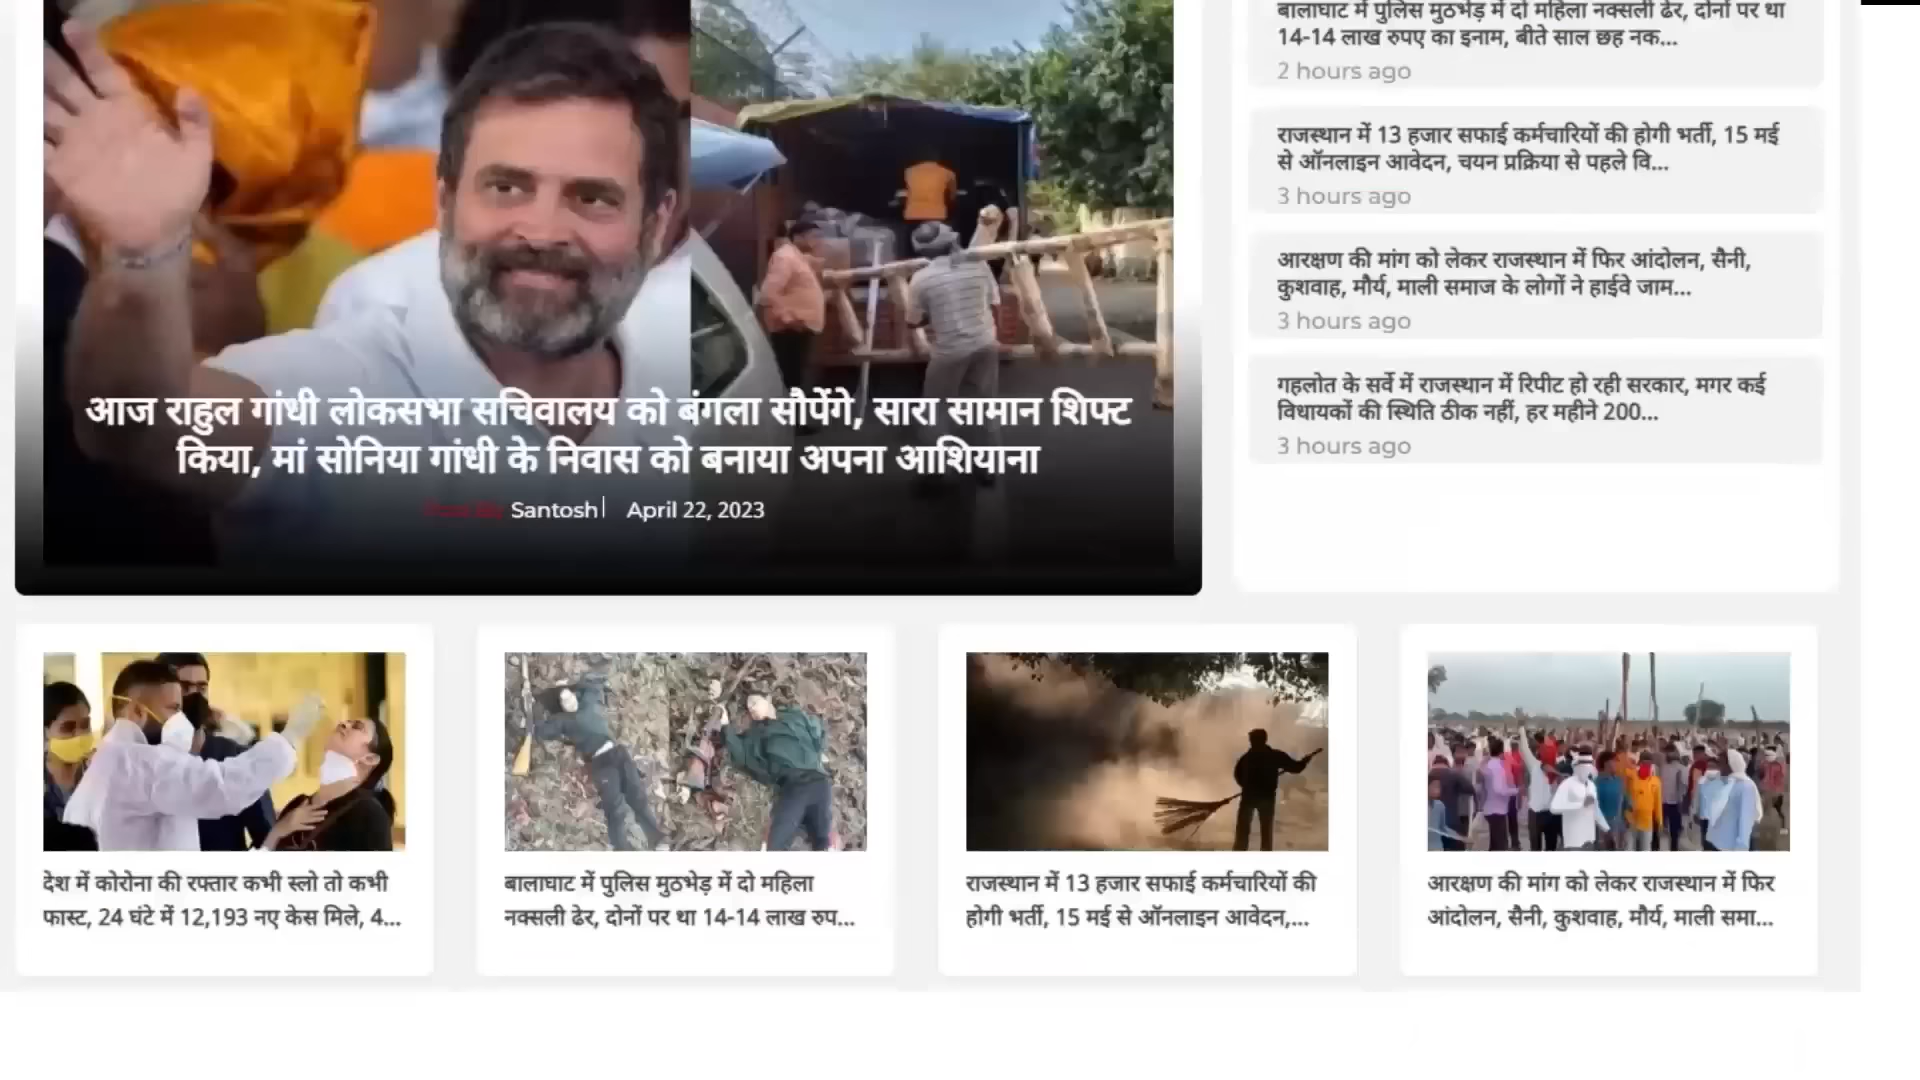 आज राहुल गांधी लोकसभा सचिवालय को बंगला सौपेंगे, सारा सामान शिफ्ट
किया, मां सोनिया गांधी के निवास को बनाया अपना आशियाना
Santosh| April 22, 2023
बालाघाट में पुलिस मुठभेड़ में दो महिला नक्सली ढेर, दोनों पर था
14-14 लाख रुपए का इनाम, बीते साल छह नक...
2 hours ago
राजस्थान में 13 हजार सफाई कर्मचारियों की होगी भर्ती, 15 मई
से ऑनलाइन आवेदन, चयन प्रक्रिया से पहले वि...
3 hours ago
आरक्षण की मांग को लेकर राजस्थान में फिर आंदोलन, सैनी,
कुशवाह, मौर्य, माली समाज के लोगों ने हाईवे जाम...
3 hours ago
गहलोत के सर्वे में राजस्थान में रिपीट हो रही सरकार, मगर कई
विधायकों की स्थिति ठीक नहीं, हर महीने 200...
3 hours ago
देश में कोरोना की रफ्तार कभी स्लो तो कभी
फास्ट, 24 घंटे में 12,193 नए केस मिले, 4...
बालाघाट में पुलिस मुठभेड़ में दो महिला
नक्सली ढेर, दोनों पर था 14-14 लाख रुप...
राजस्थान में 13 हजार सफाई कर्मचारियों की
होगी भर्ती, 15 मई से ऑनलाइन आवेदन,...
आरक्षण की मांग को लेकर राजस्थान में फिर
आंदोलन, सैनी, कुशवाह, मौर्य, माली समा...